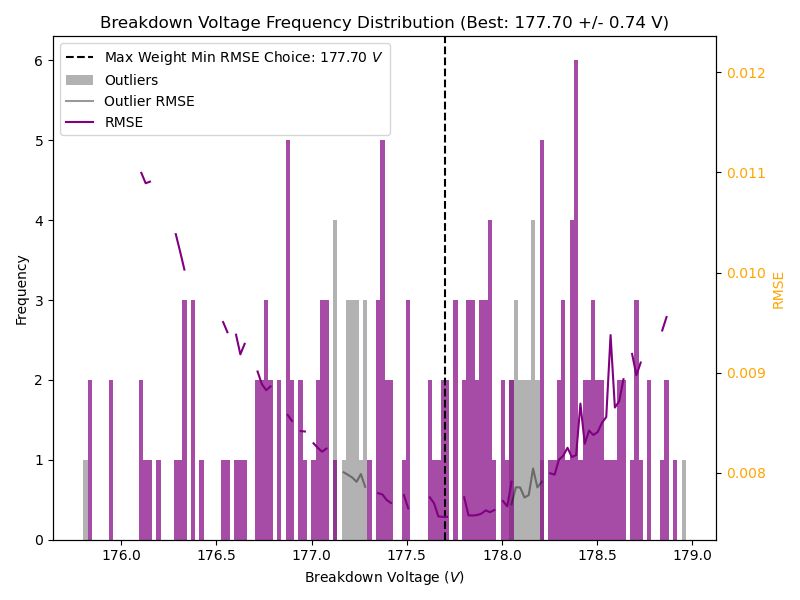 Breakdown Voltage Frequency Distribution (Best: 177.70 +/- 0.74 V)
Max Weight Min RMSE Choice: 177.70 V
Outliers
Outlier RMSE
RMSE
Frequency
6
5
4
3
2
1
0
0.012
0.011
0.010
0.009
0.008
RMSE
176.0 176.5 177.0 177.5 178.0 178.5 179.0
Breakdown Voltage (V)